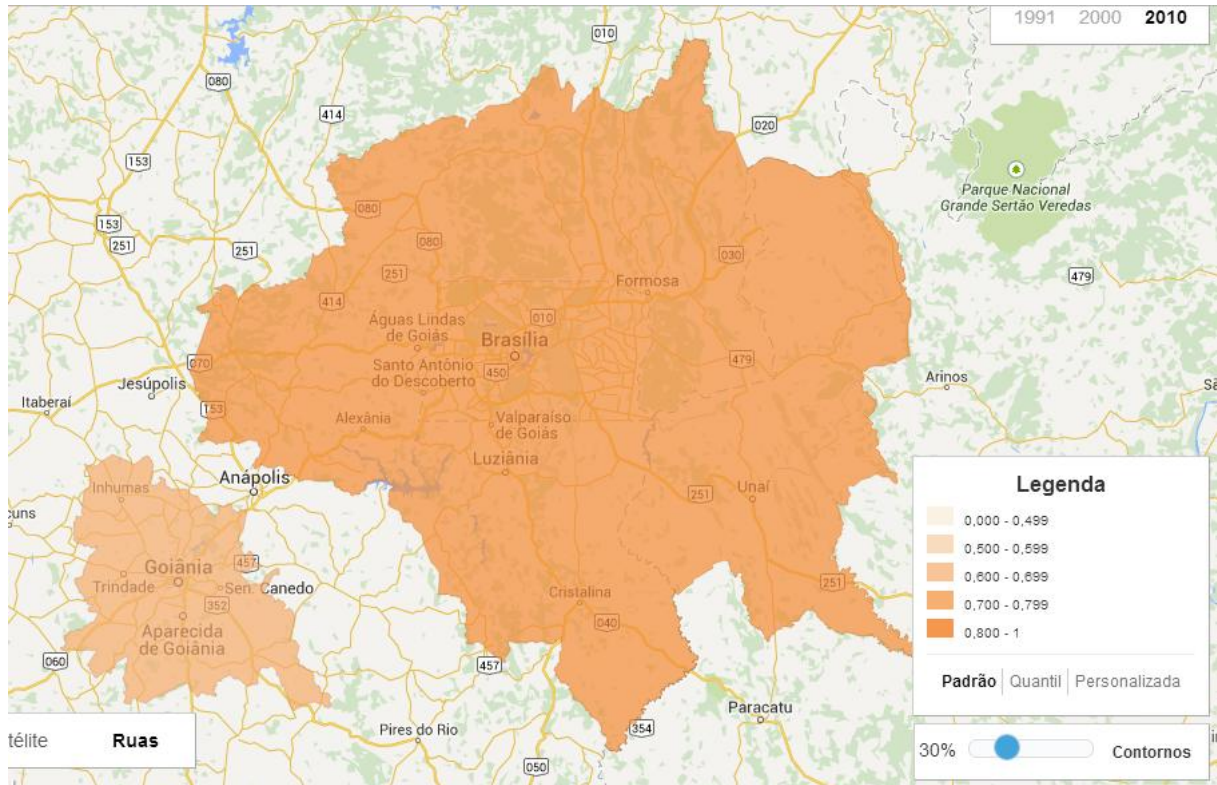 1991 2000 2010
010
080
414
020
153
Parque Nacional
Grande Sertão Veredas
080
153
251
251
080
030
479
251
414
Formosa
010
Águas Lindas
de Goiás
Brasília
070
Santo Antônio
do Descoberto
450
479
Jesúpolis
Arinos
Itaberaí
153
Alexânia
Valparaíso
de Goiás
Luziânia
Anápolis
Inhumas
251
Unaí
Legenda
0,000 - 0,499
0,500 - 0,599
0,600 - 0,699
0,700 - 0,799
0,800 - 1
cuns
457
Goiânia
Trindade
Sen. Canedo
352
251
Cristalina
Aparecida
de Goiânia
040
060
457
Padrão Quantil Personalizada
Paracatu
354
Pires do Rio
télite Ruas
050
30% Contornos